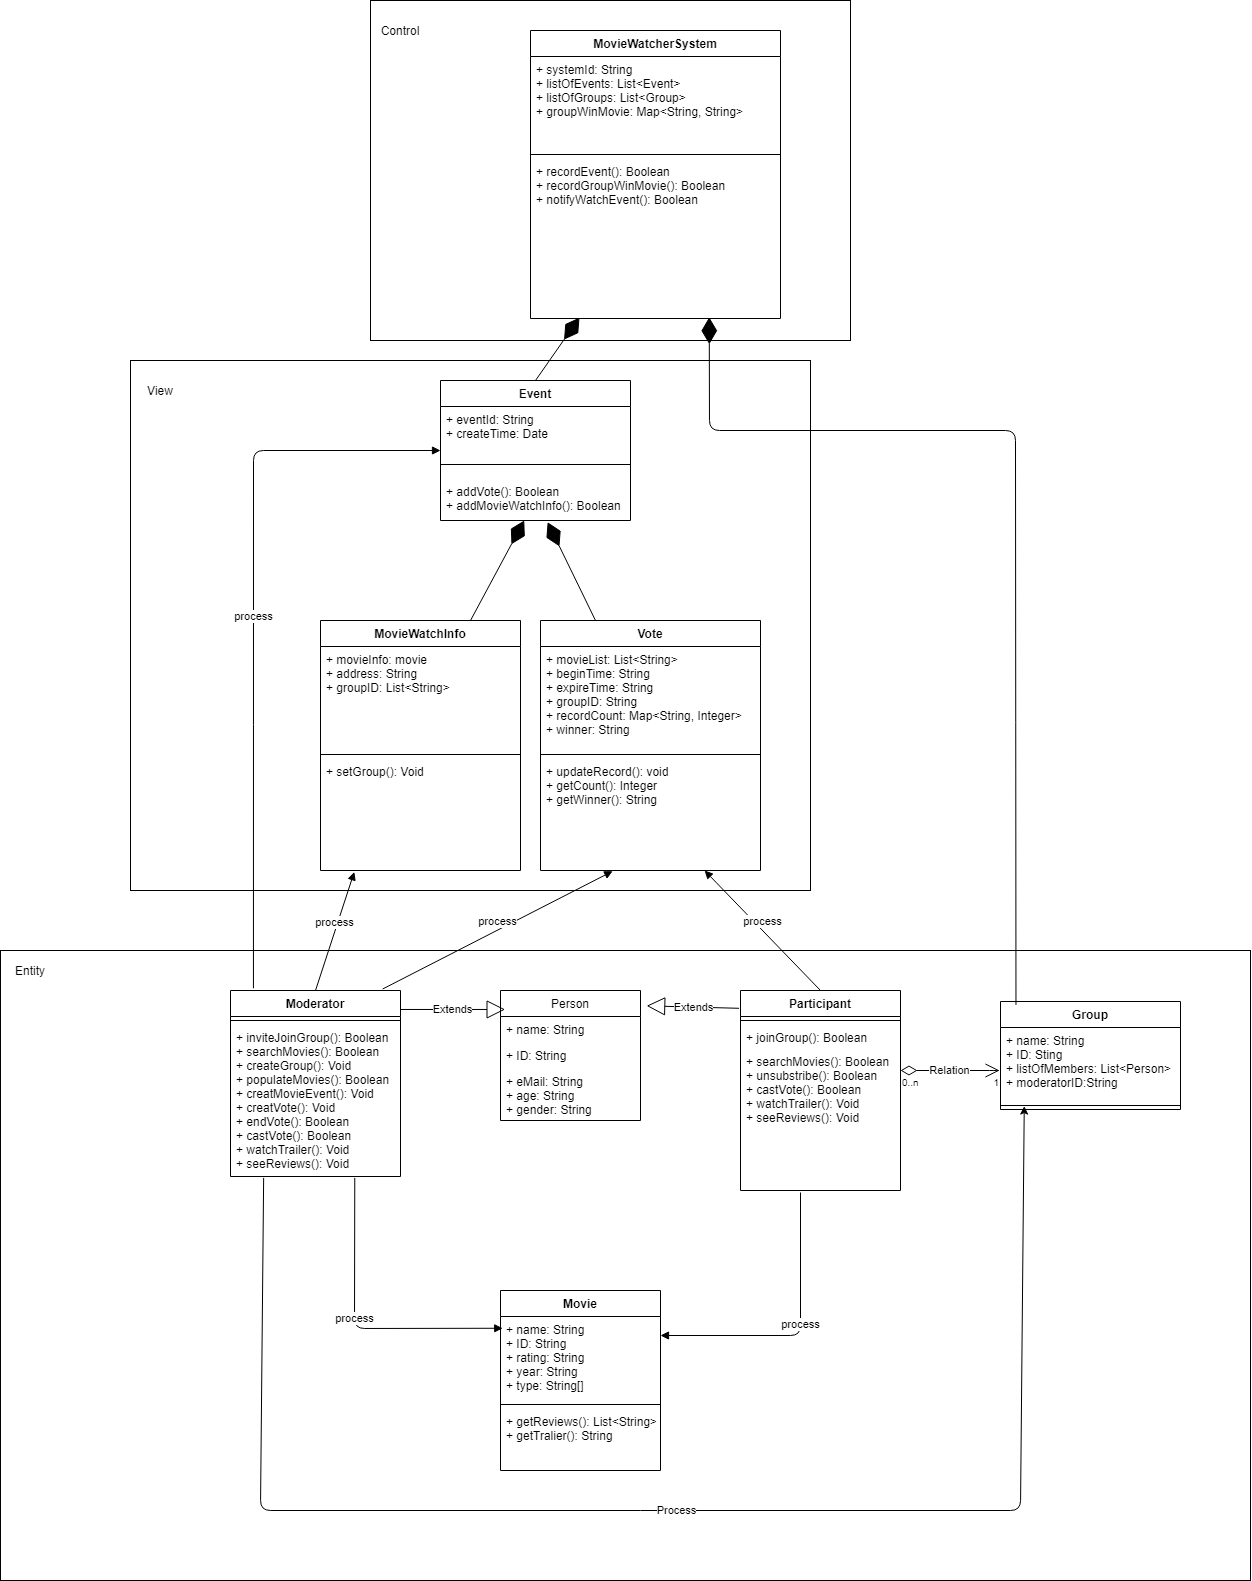 Control
MovieWatcherSystem
+ systemId: String
+ listOfEvents: List<Event>
+ listOfGroups: List<Group>
+ groupWinMovie: Map<String, String>
+ recordEvent(): Boolean
+ recordGroupWinMovie(): Boolean
+ notifyWatchEvent(): Boolean
View
Event
+ eventId: String
+ createTime: Date
+ addVote(): Boolean
+ addMovieWatchInfo(): Boolean
process
MovieWatchInfo
+ movieInfo: movie
+ address: String
+ groupID: List<String>
+ setGroup(): Void
Vote
+ movieList: List<String>
+ beginTime: String
+ expireTime: String
+ groupID: String
+ recordCount: Map<String, Integer>
+ winner: String
+ updateRecord(): void
+ getCount(): Integer
+ getWinner(): String
process
process
process
Entity
Moderator
+ inviteJoinGroup(): Boolean
+ searchMovies(): Boolean
+ createGroup(): Void
+ populateMovies(): Boolean
+ creatMovieEvent(): Void
+ creatVote(): Void
+ endVote(): Boolean
+ castVote(): Boolean
+ watchTrailer(): Void
+ seeReviews(): Void
Extends
Person
+ name: String
+ ID: String
+ eMail: String
+ age: String
+ gender: String
Extends
Participant
+ joinGroup(): Boolean
+ searchMovies(): Boolean
+ unsubstribe(): Boolean
+ castVote(): Boolean
+ watchTrailer(): Void
+ seeReviews(): Void
Relation
0..n
1
Group
+ name: String
+ ID: Sting
+ listOfMembers: List<Person>
+ moderatorID:String
process
process
Movie
+ name: String
+ ID: String
+ rating: String
+ year: String
+ type: String[]
+ getReviews(): List<String>
+ getTralier(): String
Process